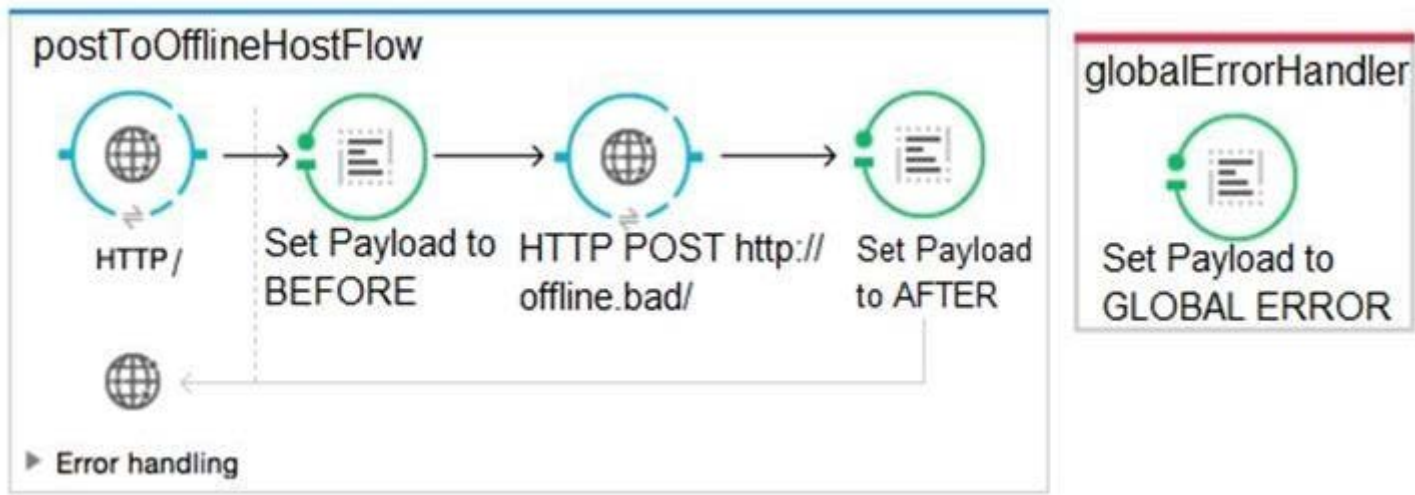 postToOfflineHostFlow
HTTP/
Set Payload to
BEFORE
HTTP POST http://
offline.bad/
Set Payload
to AFTER
Error handling
globalErrorHandler
Set Payload to
GLOBAL ERROR